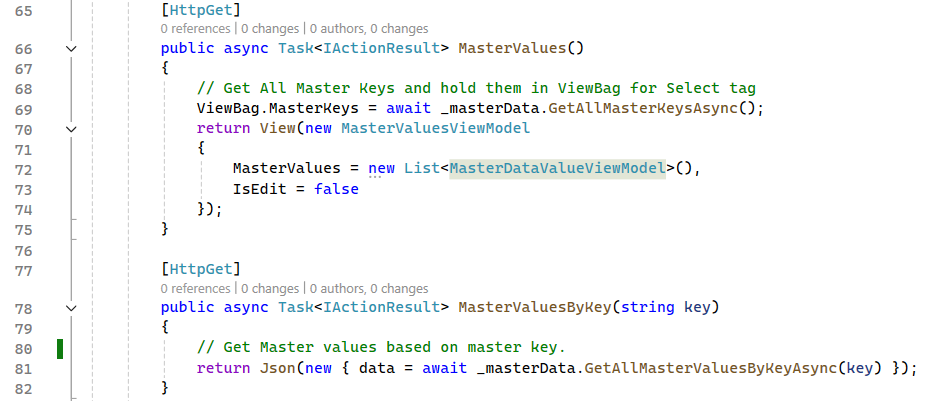 65 [HttpGet]
0 references | 0 changes | 0 authors, 0 changes
66 public async Task<IActionResult> MasterValues()
67 {
68 // Get All Master Keys and hold them in ViewBag for Select tag
69 ViewBag.MasterKeys = await _masterData.GetAllMasterKeysAsync();
70 return View(new MasterValuesViewModel
71 {
72 MasterValues = new List<MasterDataValueViewModel>(),
73 IsEdit = false
74 });
75 }
76
77 [HttpGet]
0 references | 0 changes | 0 authors, 0 changes
78 public async Task<IActionResult> MasterValuesByKey(string key)
79 {
80 // Get Master values based on master key.
81 return Json(new { data = await _masterData.GetAllMasterValuesByKeyAsync(key) });
82 }